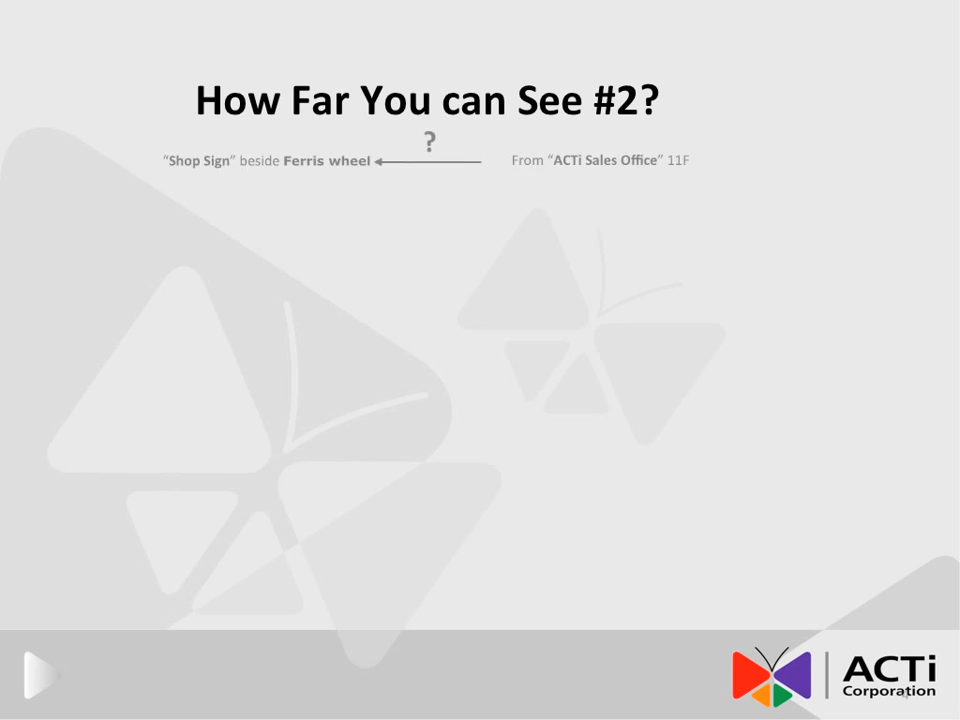 How Far You can See #2?
?
“Shop Sign” beside Ferris wheel From “ACTi Sales Office” 11F
ACTi
Corporation